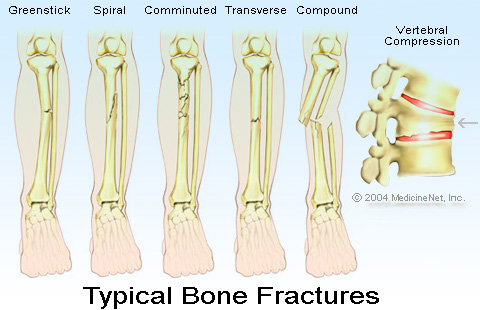 Greenstick Spiral Comminuted Transverse Compound
Vertebral
Compression
© 2004 MedicineNet, Inc.
Typical Bone Fractures